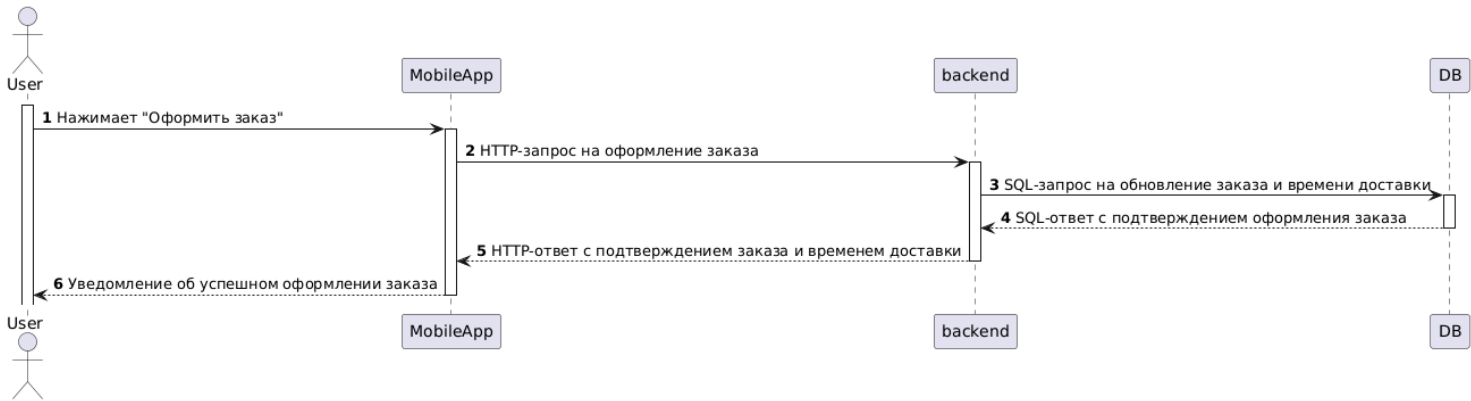 User
MobileApp
backend
DB
1 Нажимает "Оформить заказ"
2 HTTP-запрос на оформление заказа
3 SQL-запрос на обновление заказа и времени доставки
4 SQL-ответ с подтверждением оформления заказа
5 HTTP-ответ с подтверждением заказа и временем доставки
6 Уведомление об успешном оформлении заказа
User
MobileApp
backend
DB